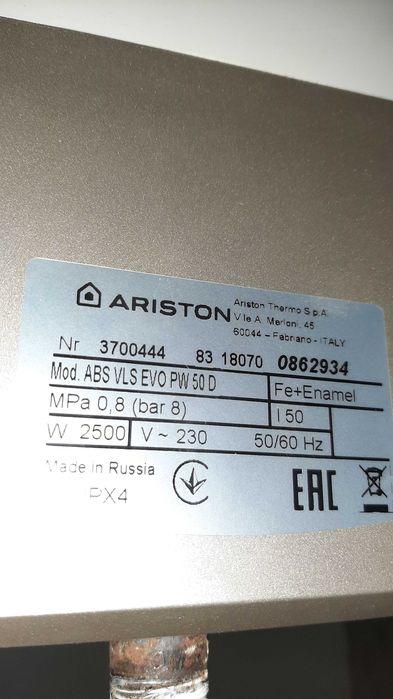 ARISTON
Ariston Thermo S.p.A.
V.le A. Merloni, 45
60044 – Fabriano - ITALY
Nr 3700444 83 18070 0862934
Mod. ABS VLS EVO PW 50 D Fe+Enamel
MPa 0,8 (bar 8) l 50
W 2500 V ~ 230 50/60 Hz
Made in Russia
PX4
EAC